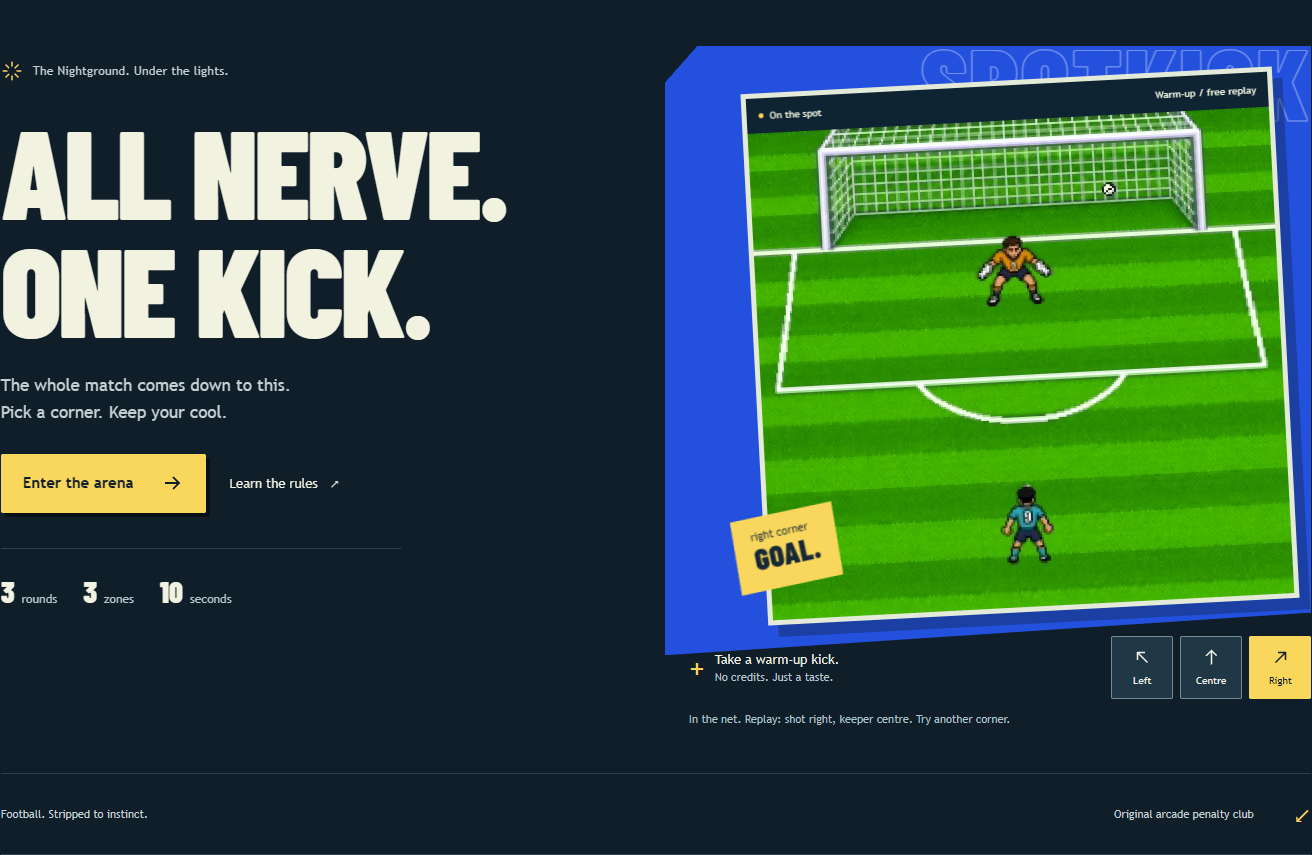 The Nightground. Under the lights.
ALL NERVE.
ONE KICK.
The whole match comes down to this.
Pick a corner. Keep your cool.
Enter the arena →
Learn the rules ↗
3 rounds 3 zones 10 seconds
SPOTKICK
On the spot
Warm-up / free replay
9
right corner
GOAL.
Take a warm-up kick.
No credits. Just a taste.
Left
Centre
Right
In the net. Replay: shot right, keeper centre. Try another corner.
Football. Stripped to instinct.
Original arcade penalty club